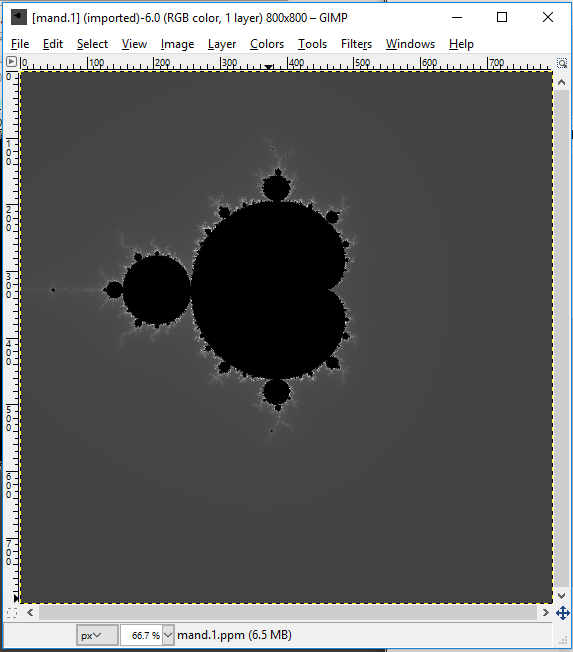 [mand.1] (imported)-6.0 (RGB color, 1 layer) 800x800 – GIMP
File Edit Select View Image Layer Colors Tools Filters Windows Help
0 100 200 300 400 500 600 700
0
100
200
300
400
500
600
700
px 66.7 % mand.1.ppm (6.5 MB)